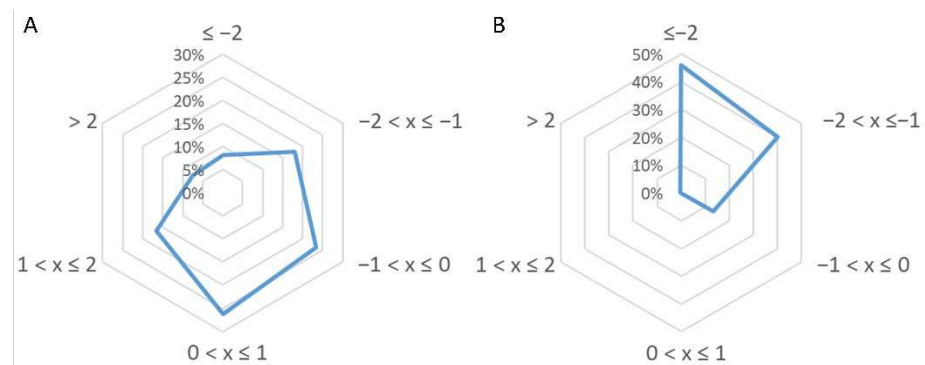 A
≤ −2
30%
25%
20%
15%
10%
5%
0%
> 2
−2 < x ≤ −1
1 < x ≤ 2
−1 < x ≤ 0
0 < x ≤ 1
B
≤−2
50%
40%
30%
20%
10%
0%
> 2
−2 < x ≤−1
1 < x ≤ 2
−1 < x ≤ 0
0 < x ≤ 1